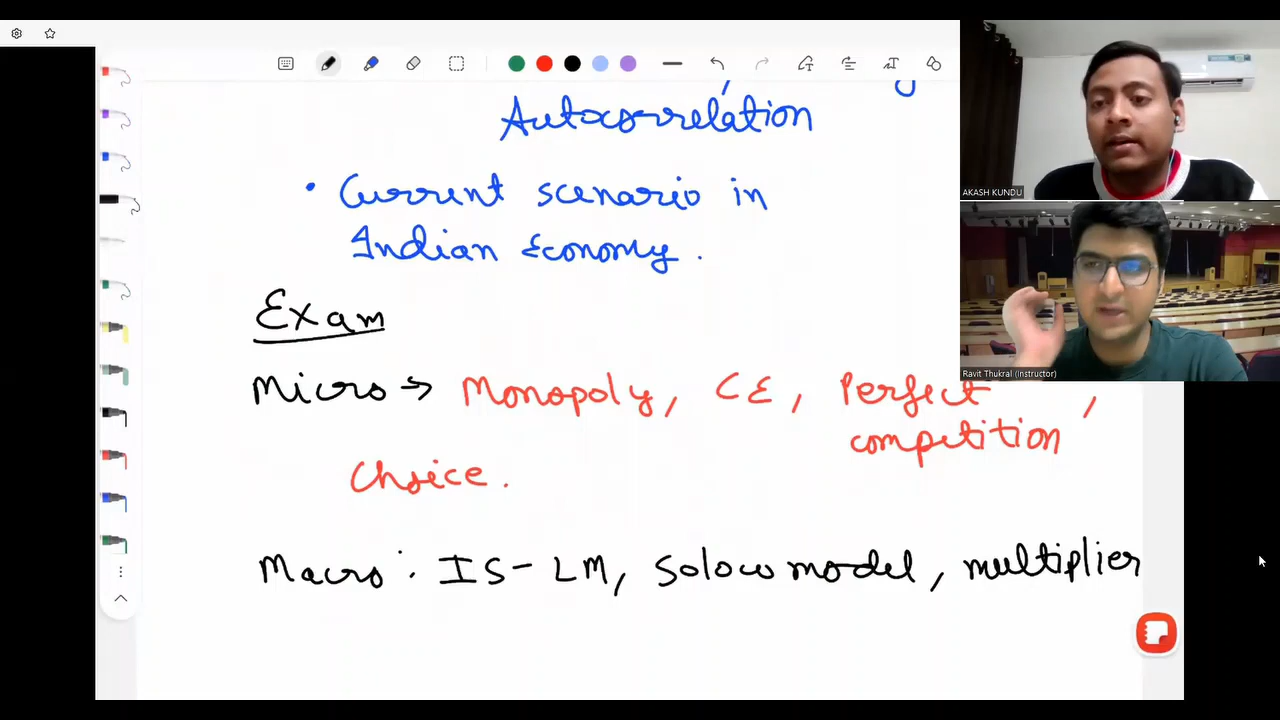 Autocorrelation
• Current scenario in
Indian Economy.
Exam
Micro → Monopoly, CE, Perfect competition,
Choice.
Macro: IS-LM, Solow model, multiplier
AKASH KUNDU
Ravit Thukral (Instructor)